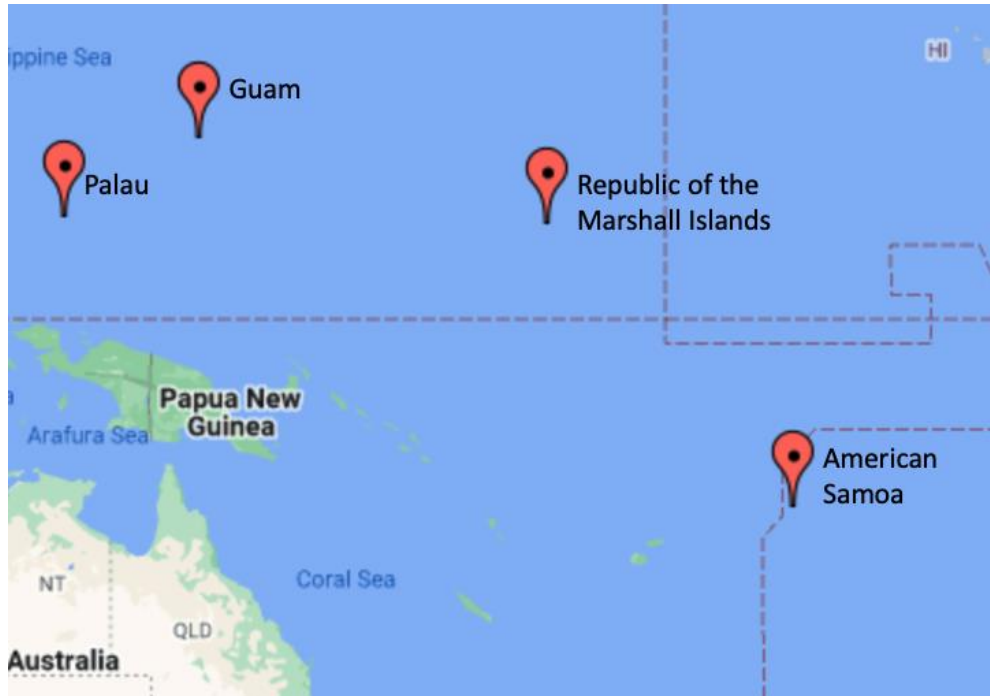 ippine Sea
HI
Guam
Palau
Republic of the
Marshall Islands
Papua New
Guinea
Arafura Sea
American
Samoa
Coral Sea
NT
QLD
Australia